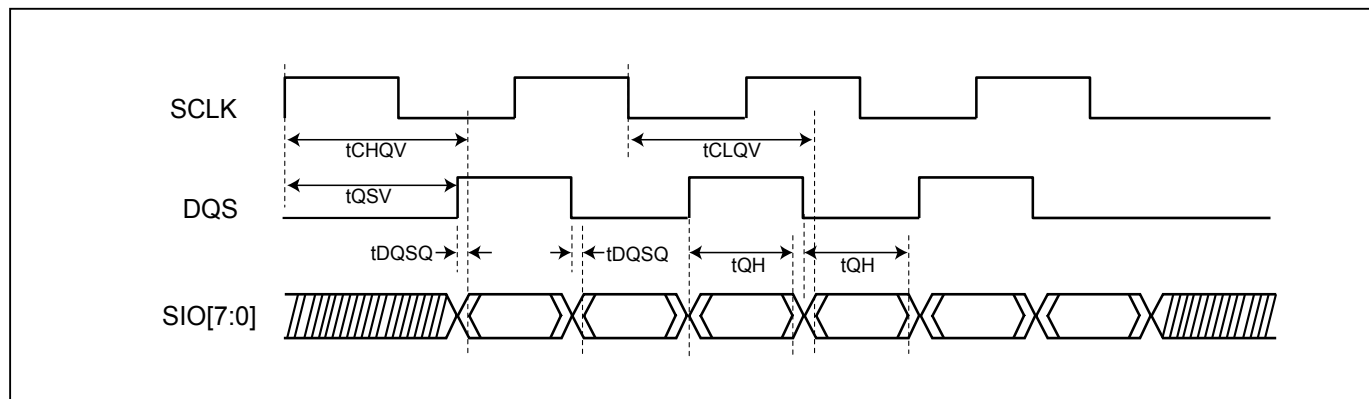 SCLK
tCHQV
tCLQV
tQSV
DQS
tDQSQ
tDQSQ
tQH
tQH
SIO[7:0]